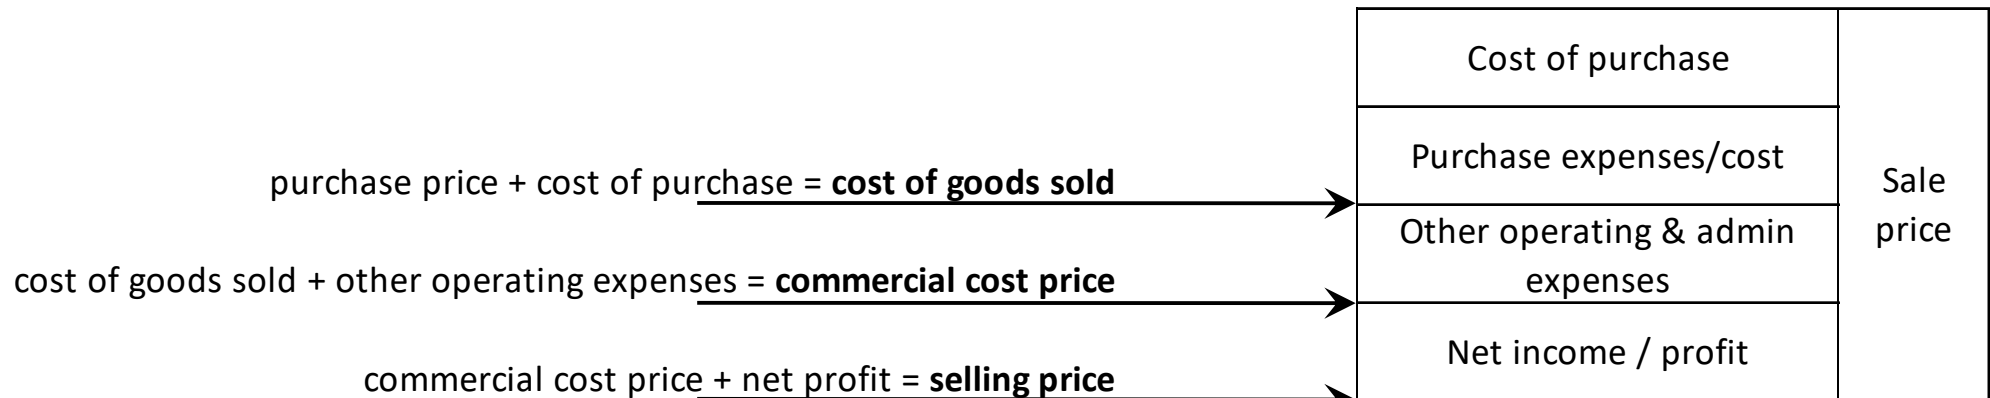 Cost of purchase
Purchase expenses/cost
purchase price + cost of purchase = cost of goods sold
Sale
price
Other operating & admin
expenses
cost of goods sold + other operating expenses = commercial cost price
Net income / profit
commercial cost price + net profit = selling price